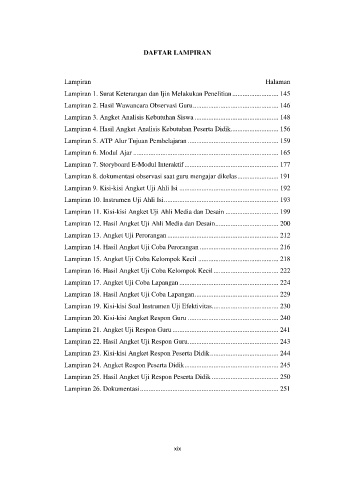 DAFTAR LAMPIRAN
Lampiran Halaman
Lampiran 1. Surat Keterangan dan Ijin Melakukan Penelitian ............................ 145
Lampiran 2. Hasil Wawancara Observasi Guru.................................................... 146
Lampiran 3. Angket Analisis Kebututhan Siswa ................................................... 148
Lampiran 4. Hasil Angket Analisis Kebutuhan Peserta Didik............................. 156
Lampiran 5. ATP Alur Tujuan Pembelajaran ....................................................... 159
Lampiran 6. Modul Ajar ........................................................................................ 165
Lampiran 7. Storyboard E-Modul Interaktif......................................................... 177
Lampiran 8. dokumentasi observasi saat guru mengajar dikelas......................... 191
Lampiran 9. Kisi-kisi Angket Uji Ahli Isi ............................................................ 192
Lampiran 10. Instrumen Uji Ahli Isi..................................................................... 193
Lampiran 11. Kisi-kisi Angket Uji Ahli Media dan Desain ................................ 199
Lampiran 12. Hasil Angket Uji Ahli Media dan Desain...................................... 200
Lampiran 13. Angket Uji Perorangan ................................................................... 212
Lampiran 14. Hasil Angket Uji Coba Perorangan................................................ 216
Lampiran 15. Angket Uji Coba Kelompok Kecil ................................................. 218
Lampiran 16. Hasil Angket Uji Coba Kelompok Kecil........................................ 222
Lampiran 17. Angket Uji Coba Lapangan............................................................ 224
Lampiran 18. Hasil Angket Uji Coba Lapangan................................................... 229
Lampiran 19. Kisi-kisi Soal Instrumen Uji Efektivitas......................................... 230
Lampiran 20. Kisi-kisi Angket Respon Guru ....................................................... 240
Lampiran 21. Angket Uji Respon Guru ................................................................ 241
Lampiran 22. Hasil Angket Uji Respon Guru....................................................... 243
Lampiran 23. Kisi-kisi Angket Respon Peserta Didik.......................................... 244
Lampiran 24. Angket Respon Peserta Didik......................................................... 245
Lampiran 25. Hasil Angket Uji Respon Peserta Didik ......................................... 250
Lampiran 26. Dokumentasi................................................................................... 251
xix